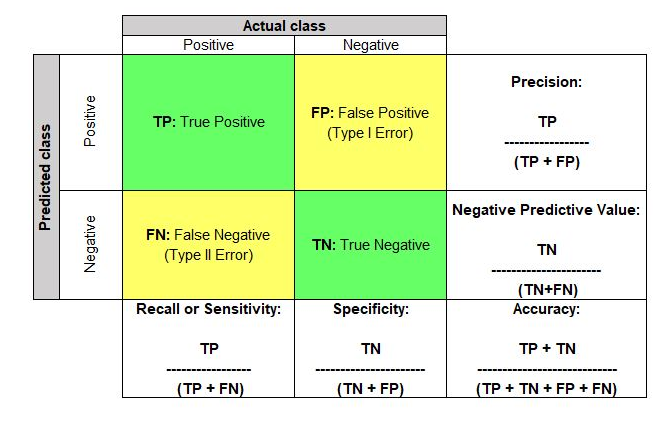 Actual class
Positive Negative
Predicted class
Positive
TP: True Positive
FP: False Positive
(Type I Error)
Precision:
TP
-----------------
(TP + FP)
Negative
FN: False Negative
(Type II Error)
TN: True Negative
Negative Predictive Value:
TN
----------------------
(TN+FN)
Recall or Sensitivity:
TP
-----------------
(TP + FN)
Specificity:
TN
----------------------
(TN + FP)
Accuracy:
TP + TN
----------------------------
(TP + TN + FP + FN)